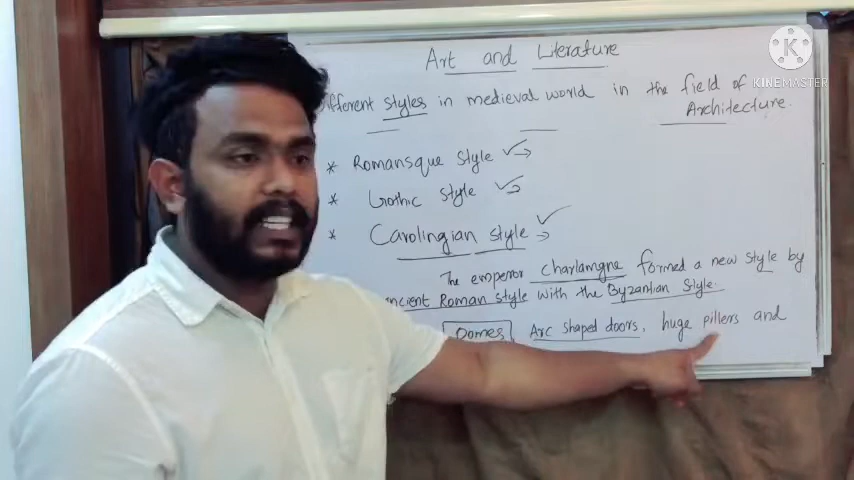 Art and Literature
KINEMASTER
ifferent styles in medieval world in the field of
Architecture.
* Romansque style
* Gothic style
* Carolingian style
The emperor charlamgne formed a new style by
ncient Roman style with the Byzantian style.
Domes, Arc shaped doors, huge pillers and